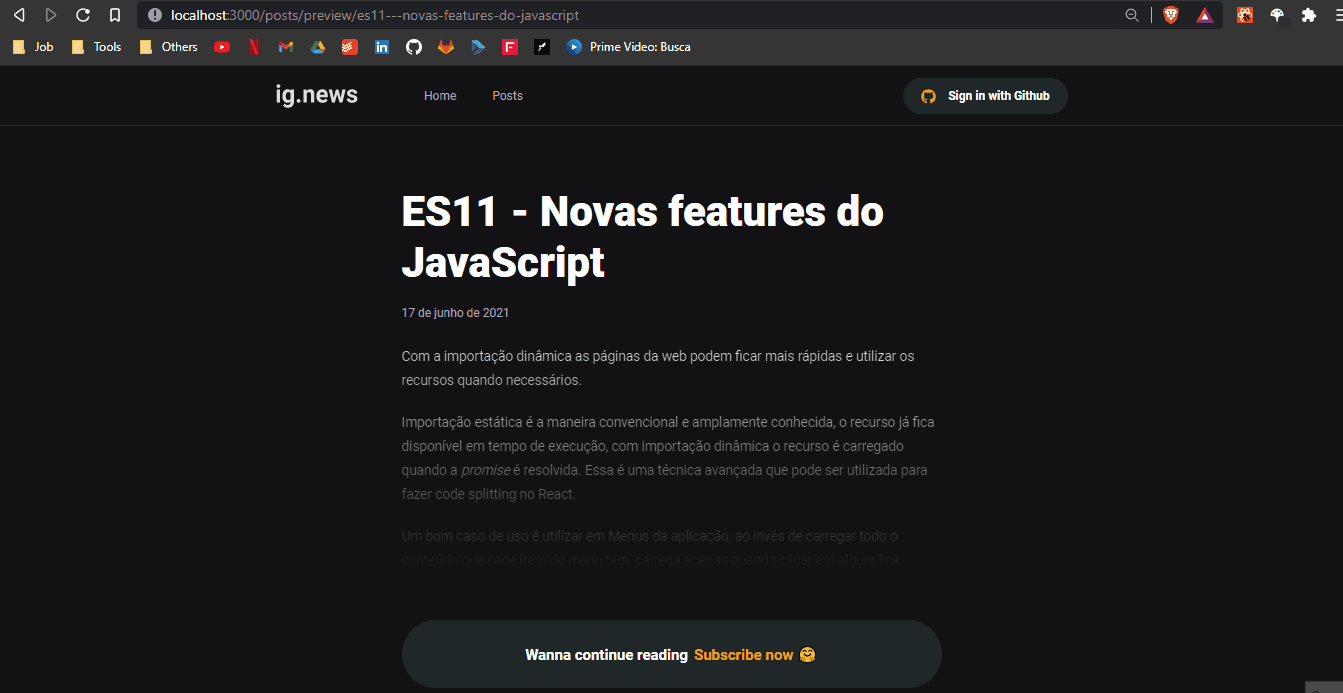 localhost:3000/posts/preview/es11---novas-features-do-javascript
Job Tools Others Prime Video: Busca
ig.news Home Posts Sign in with Github
ES11 - Novas features do
JavaScript
17 de junho de 2021
Com a importação dinâmica as páginas da web podem ficar mais rápidas e utilizar os
recursos quando necessários.
Importação estática é a maneira convencional e amplamente conhecida, o recurso já fica
disponível em tempo de execução, com importação dinâmica o recurso é carregado
quando a promise é resolvida. Essa é uma técnica avançada que pode ser utilizada para
fazer code splitting no React.
Um bom caso de uso é utilizar em Menus da aplicação, ao invés de carregar todo o
conteúdo que cada item do menu tem, carrega apenas quando clicar em algum link.
Wanna continue reading Subscribe now 🤗